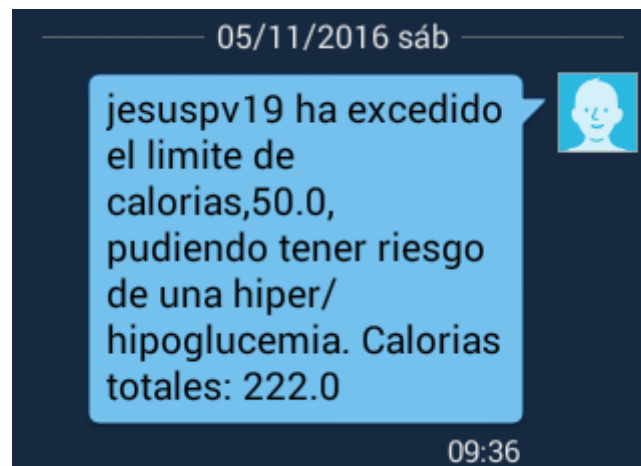 05/11/2016 sáb
jesuspv19 ha excedido
el limite de
calorias,50.0,
pudiendo tener riesgo
de una hiper/
hipoglucemia. Calorias
totales: 222.0
09:36